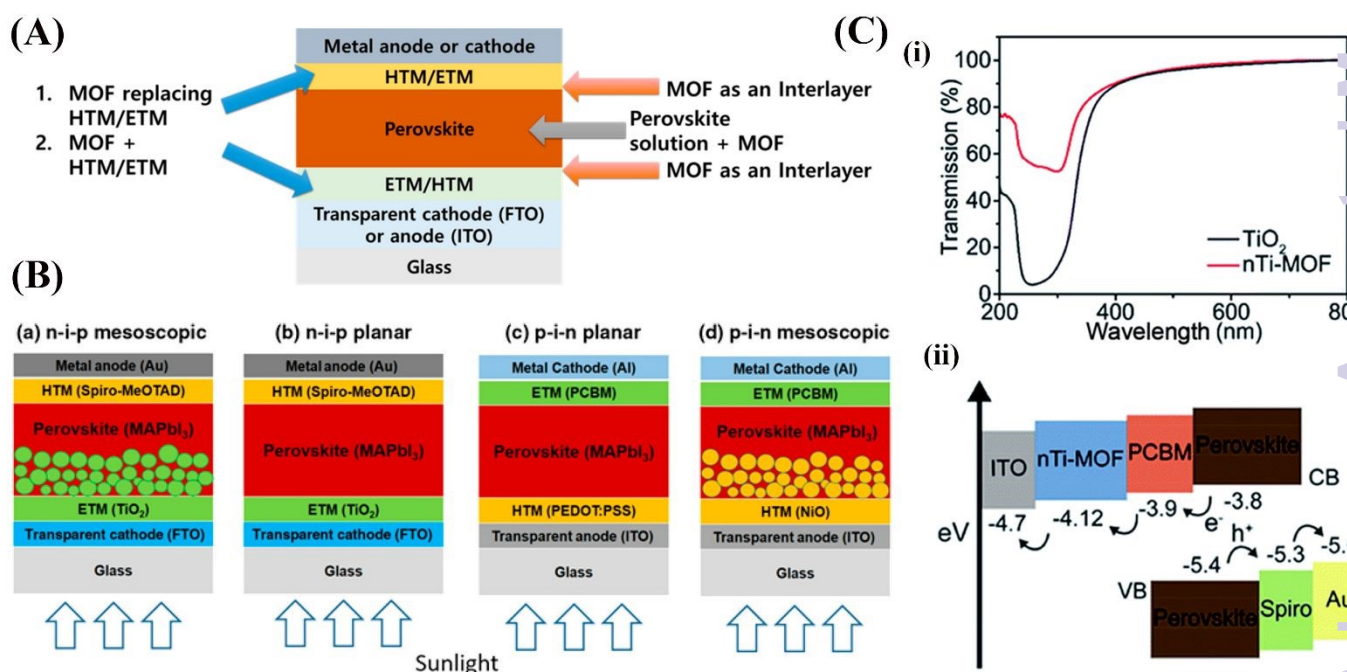 (A)
Metal anode or cathode
HTM/ETM
Perovskite
ETM/HTM
Transparent cathode (FTO)
or anode (ITO)
Glass
1. MOF replacing
HTM/ETM
2. MOF +
HTM/ETM
MOF as an Interlayer
Perovskite
solution + MOF
MOF as an Interlayer
(B)
(a) n-i-p mesoscopic
Metal anode (Au)
HTM (Spiro-MeOTAD)
Perovskite (MAPbI₃)
ETM (TiO₂)
Transparent cathode (FTO)
Glass
(b) n-i-p planar
Metal anode (Au)
HTM (Spiro-MeOTAD)
Perovskite (MAPbI₃)
ETM (TiO₂)
Transparent cathode (FTO)
Glass
(c) p-i-n planar
Metal Cathode (Al)
ETM (PCBM)
Perovskite (MAPbI₃)
HTM (PEDOT:PSS)
Transparent anode (ITO)
Glass
(d) p-i-n mesoscopic
Metal Cathode (Al)
ETM (PCBM)
Perovskite (MAPbI₃)
HTM (NiO)
Transparent anode (ITO)
Glass
Sunlight
(C)
(i)
Transmission (%)
100
80
60
40
20
0
TiO₂
nTi-MOF
200 400 600
Wavelength (nm)
(ii)
eV
ITO
nTi-MOF
PCBM
Perovskite
CB
-4.7
-4.12
-3.9
-3.8
e⁻
h⁺
-5.4
-5.3
VB
Perovskite
Spiro
Au